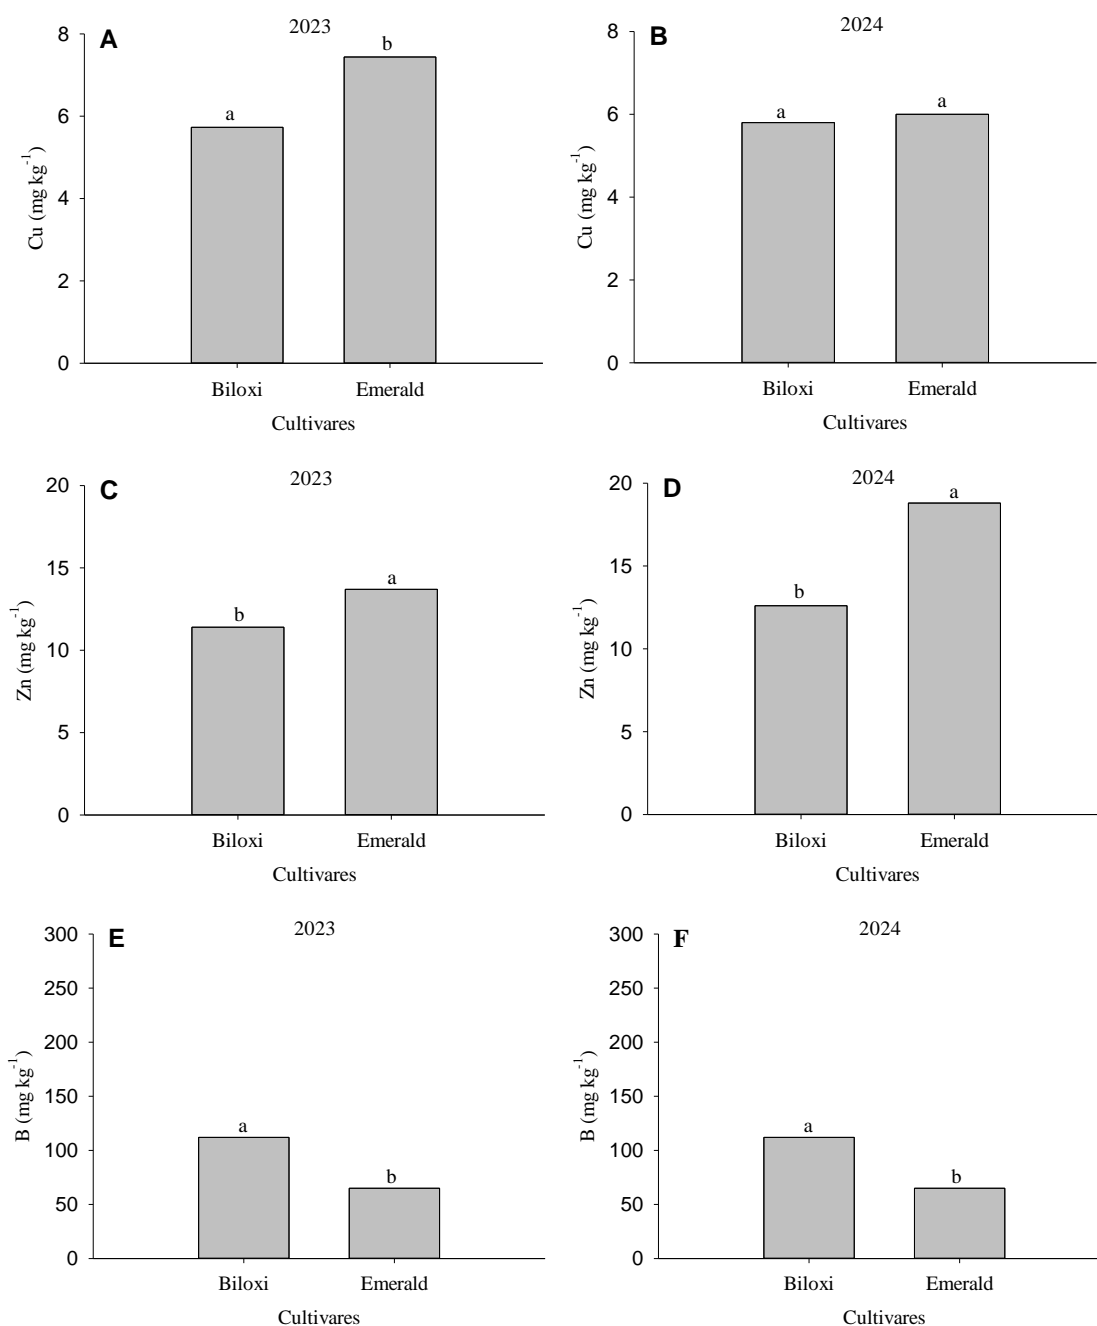 A
2023
8
6
4
2
0
Cu (mg kg⁻¹)
a
b
Biloxi
Emerald
Cultivares
B
2024
8
6
4
2
0
Cu (mg kg⁻¹)
a
a
Biloxi
Emerald
Cultivares
C
2023
20
15
10
5
0
Zn (mg kg⁻¹)
b
a
Biloxi
Emerald
Cultivares
D
2024
20
15
10
5
0
Zn (mg kg⁻¹)
b
a
Biloxi
Emerald
Cultivares
E
2023
300
250
200
150
100
50
0
B (mg kg⁻¹)
a
b
Biloxi
Emerald
Cultivares
F
2024
300
250
200
150
100
50
0
B (mg kg⁻¹)
a
b
Biloxi
Emerald
Cultivares